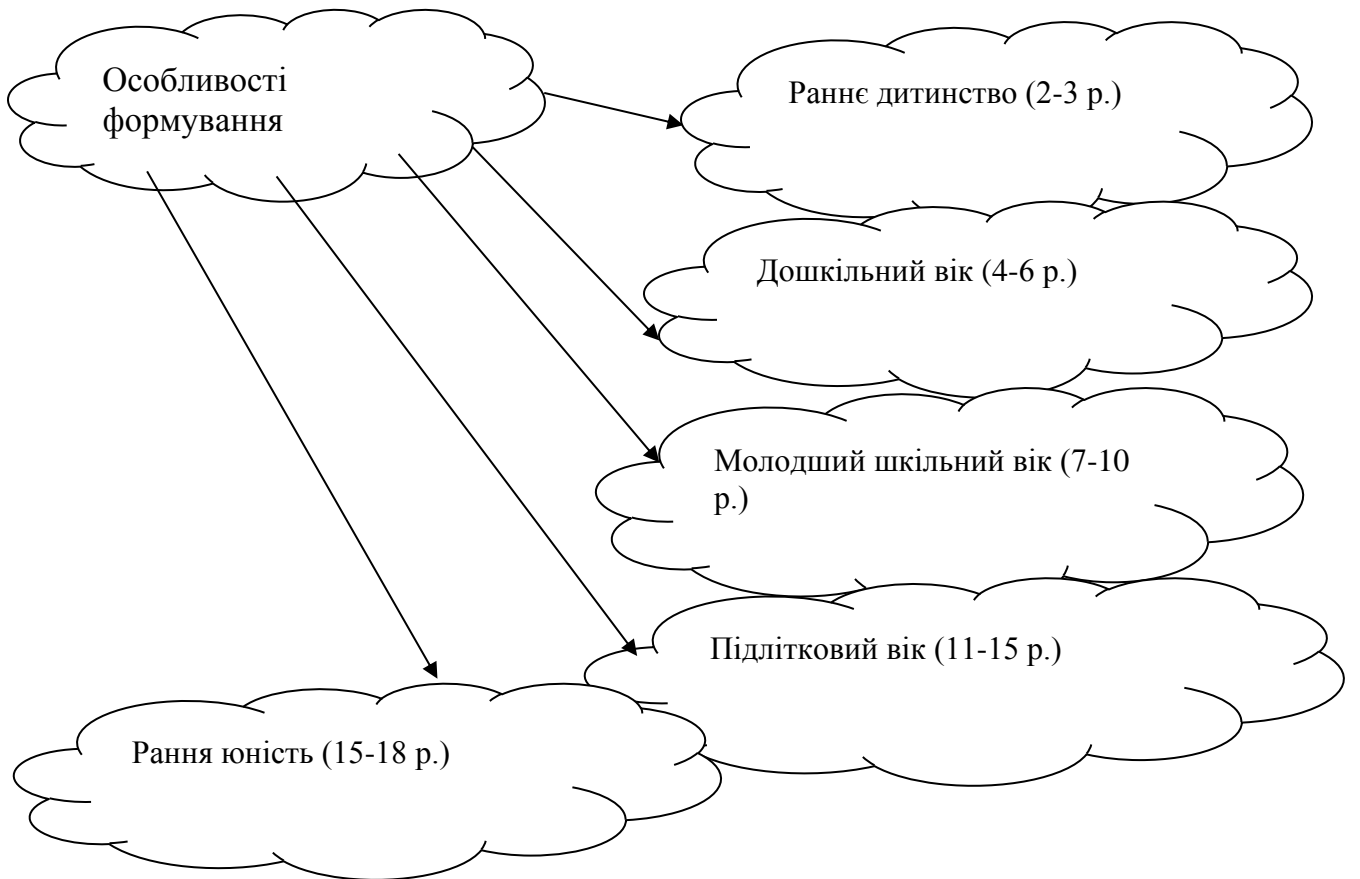 Особливості
формування
Раннє дитинство (2-3 р.)
Дошкільний вік (4-6 р.)
Молодший шкільний вік (7-10
р.)
Підлітковий вік (11-15 р.)
Рання юність (15-18 р.)